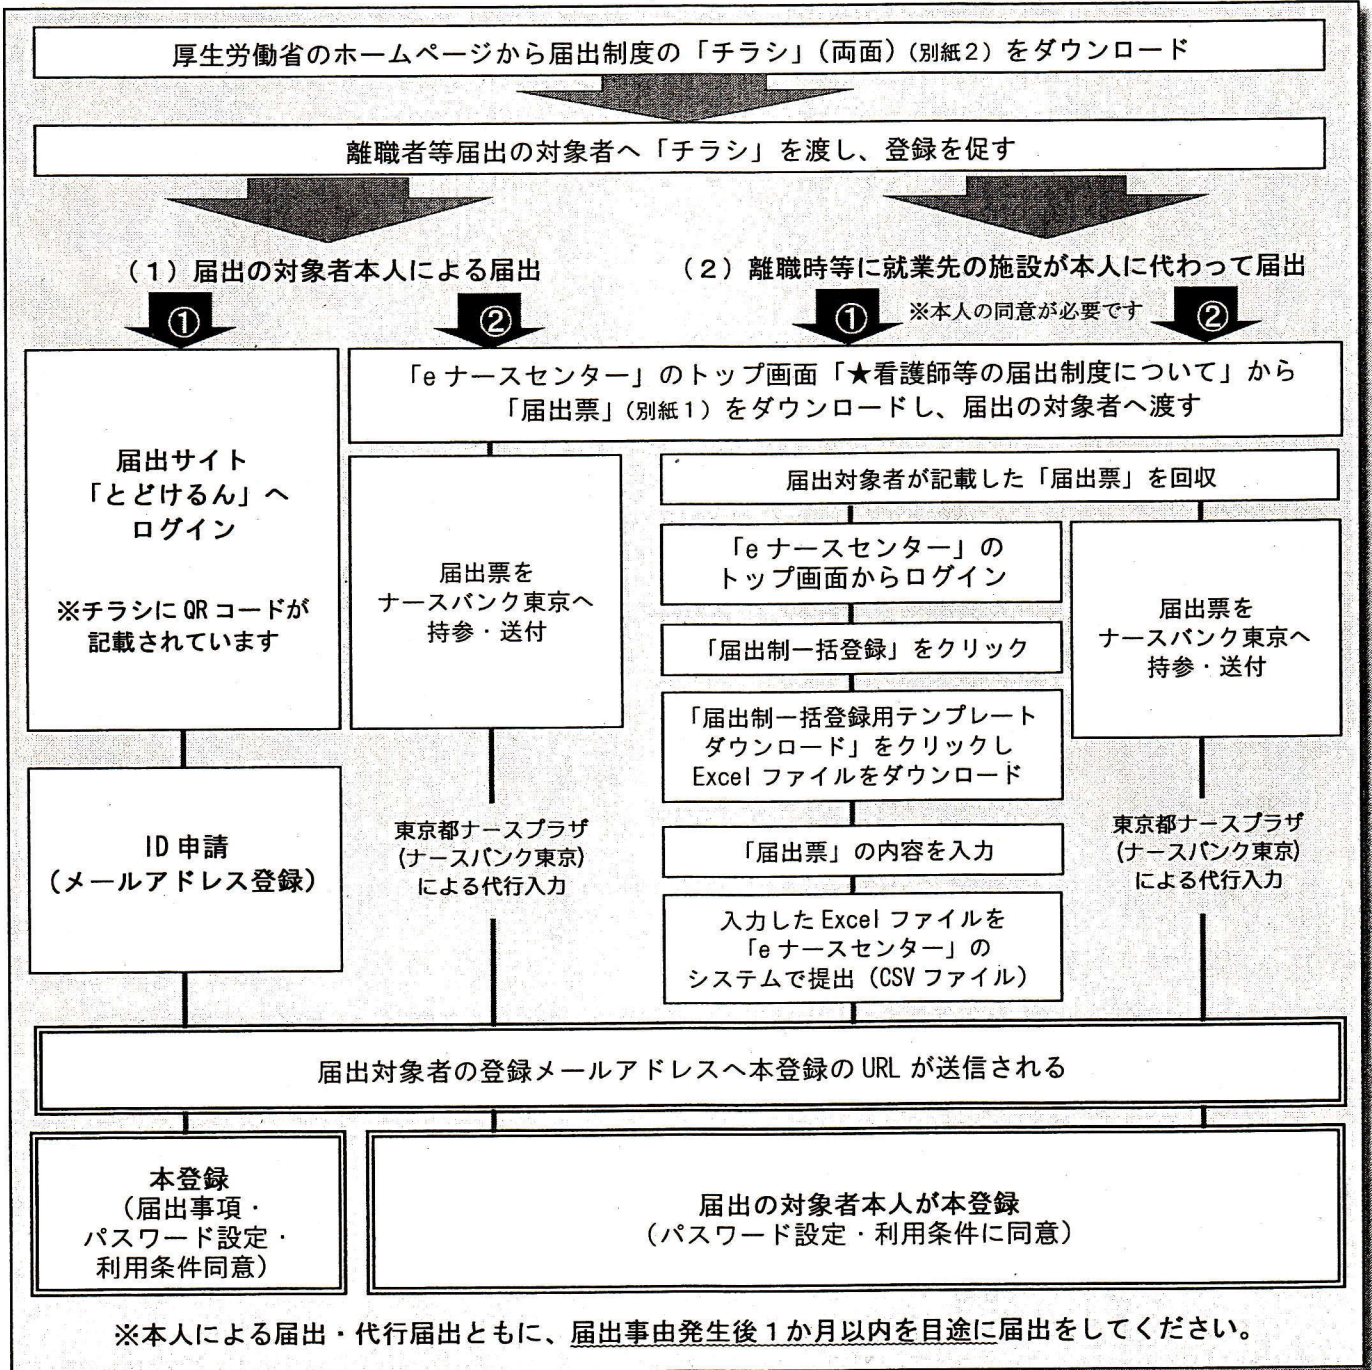 厚生労働省のホームページから届出制度の「チラシ」(両面)(別紙2)をダウンロード
離職者等届出の対象者へ「チラシ」を渡し、登録を促す
(1)届出の対象者本人による届出
(2)離職時等に就業先の施設が本人に代わって届出
①
②
①
※本人の同意が必要です
②
「eナースセンター」のトップ画面「★看護師等の届出制度について」から
「届出票」(別紙1)をダウンロードし、届出の対象者へ渡す
届出サイト
「とどけるん」へ
ログイン
※チラシにQRコードが
記載されています
届出票を
ナースバンク東京へ
持参・送付
届出対象者が記載した「届出票」を回収
「eナースセンター」の
トップ画面からログイン
「届出制一括登録」をクリック
「届出制一括登録用テンプレート
ダウンロード」をクリックし
Excelファイルをダウンロード
「届出票」の内容を入力
入力したExcelファイルを
「eナースセンター」の
システムで提出(CSVファイル)
届出票を
ナースバンク東京へ
持参・送付
ID申請
(メールアドレス登録)
東京都ナースプラザ
(ナースバンク東京)
による代行入力
東京都ナースプラザ
(ナースバンク東京)
による代行入力
届出対象者の登録メールアドレスへ本登録のURLが送信される
本登録
(届出事項・
パスワード設定・
利用条件同意)
届出の対象者本人が本登録
(パスワード設定・利用条件に同意)
※本人による届出・代行届出ともに、届出事由発生後1か月以内を目途に届出をしてください。